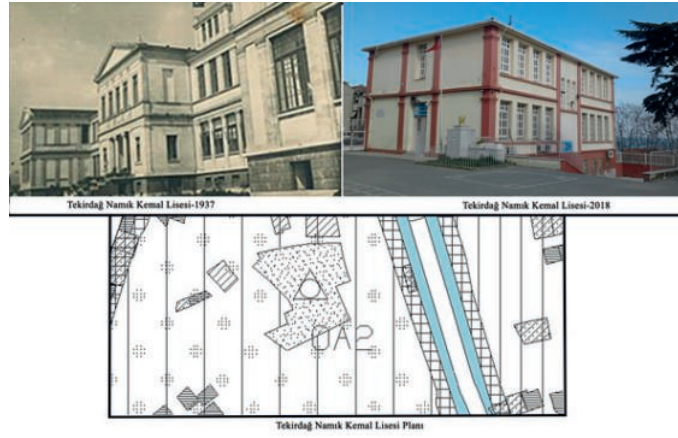 Tekirdağ Namık Kemal Lisesi-1937
Tekirdağ Namık Kemal Lisesi-2018
OA2
Tekirdağ Namık Kemal Lisesi Planı